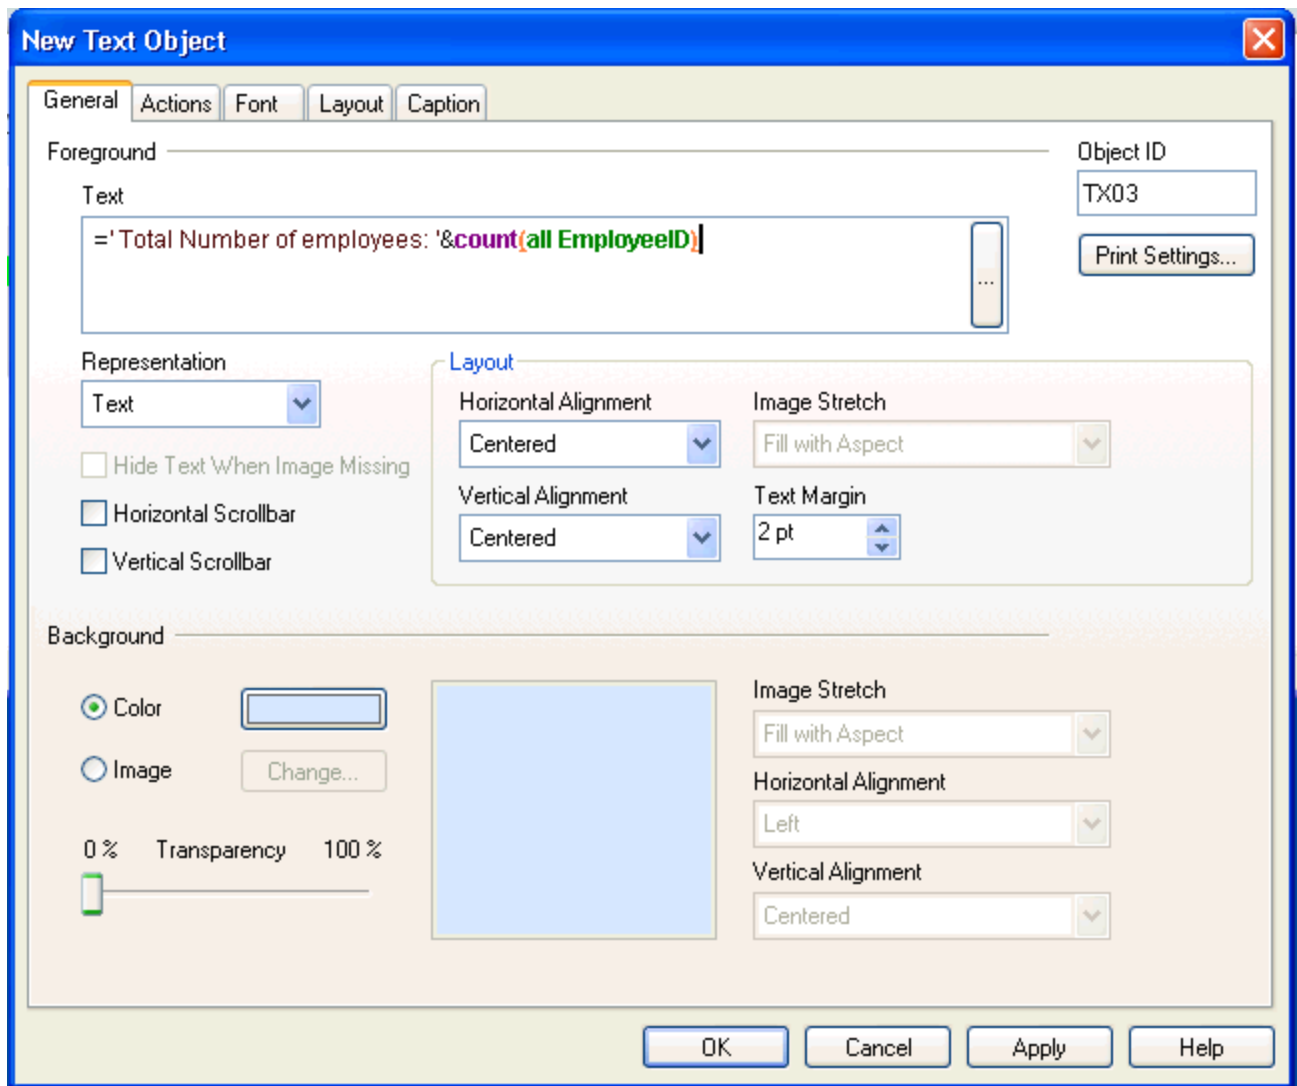 New Text Object
General Actions Font Layout Caption
Foreground
Object ID
Text
TX03
=' Total Number of employees: '&count(all EmployeeID)
Print Settings...
...
Representation
Layout
Text
Horizontal Alignment Image Stretch
Centered Fill with Aspect
Hide Text When Image Missing
Vertical Alignment Text Margin
Horizontal Scrollbar
Centered 2 pt
Vertical Scrollbar
Background
Image Stretch
Color
Fill with Aspect
Image Change...
Horizontal Alignment
Left
0 % Transparency 100 %
Vertical Alignment
Centered
OK Cancel Apply Help